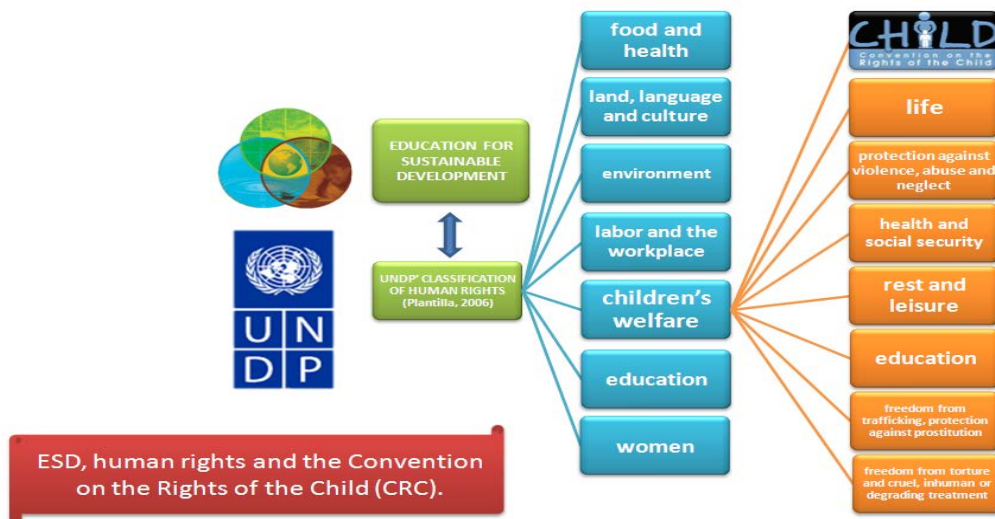 EDUCATION FOR
SUSTAINABLE
DEVELOPMENT
UNDP' CLASSIFICATION
OF HUMAN RIGHTS
(Plantilla, 2006)
U N
D P
ESD, human rights and the Convention
on the Rights of the Child (CRC).
food and
health
land, language
and culture
environment
labor and the
workplace
children's
welfare
education
women
CHILD
Convention on the
Rights of the Child
life
protection against
violence, abuse and
neglect
health and
social security
rest and
leisure
education
freedom from
trafficking, protection
against prostitution
freedom from torture
and cruel, inhuman or
degrading treatment